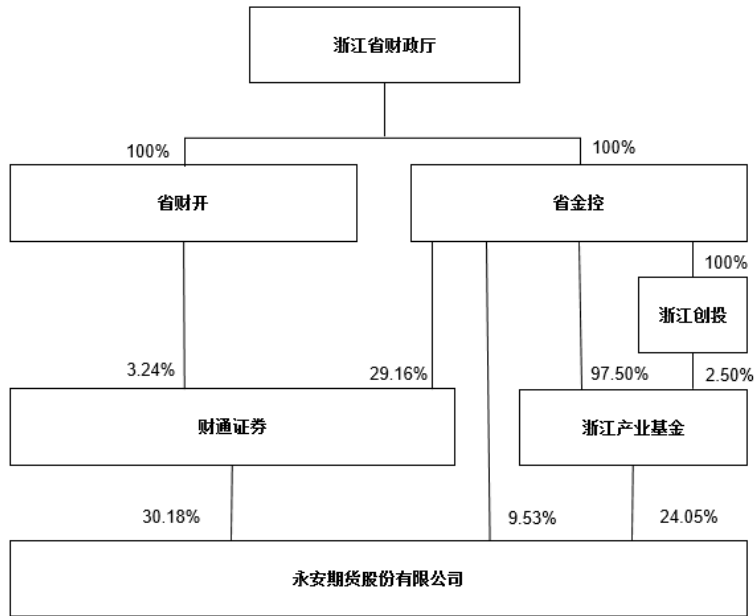 浙江省财政厅
100%
100%
省财开
省金控
100%
浙江创投
3.24%
29.16%
97.50%
2.50%
财通证券
浙江产业基金
30.18%
9.53%
24.05%
永安期货股份有限公司